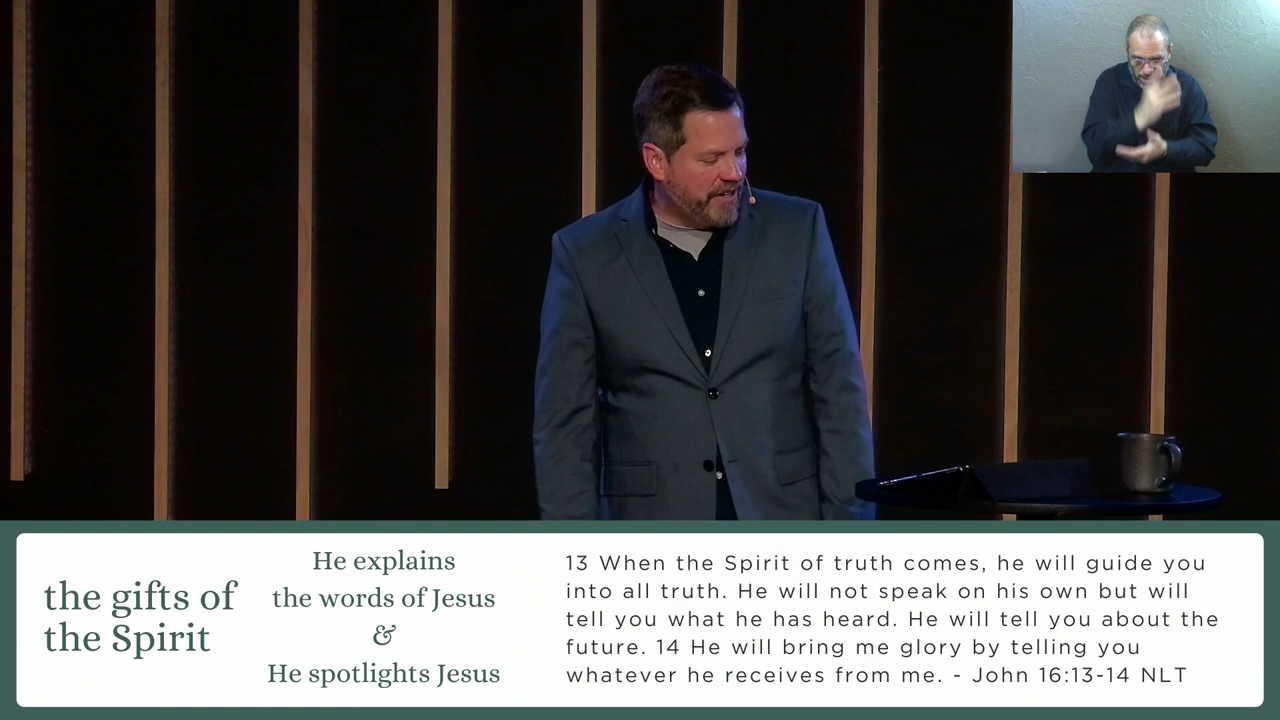 the gifts of
the Spirit
He explains
the words of Jesus
&
He spotlights Jesus
13 When the Spirit of truth comes, he will guide you
into all truth. He will not speak on his own but will
tell you what he has heard. He will tell you about the
future. 14 He will bring me glory by telling you
whatever he receives from me. - John 16:13-14 NLT